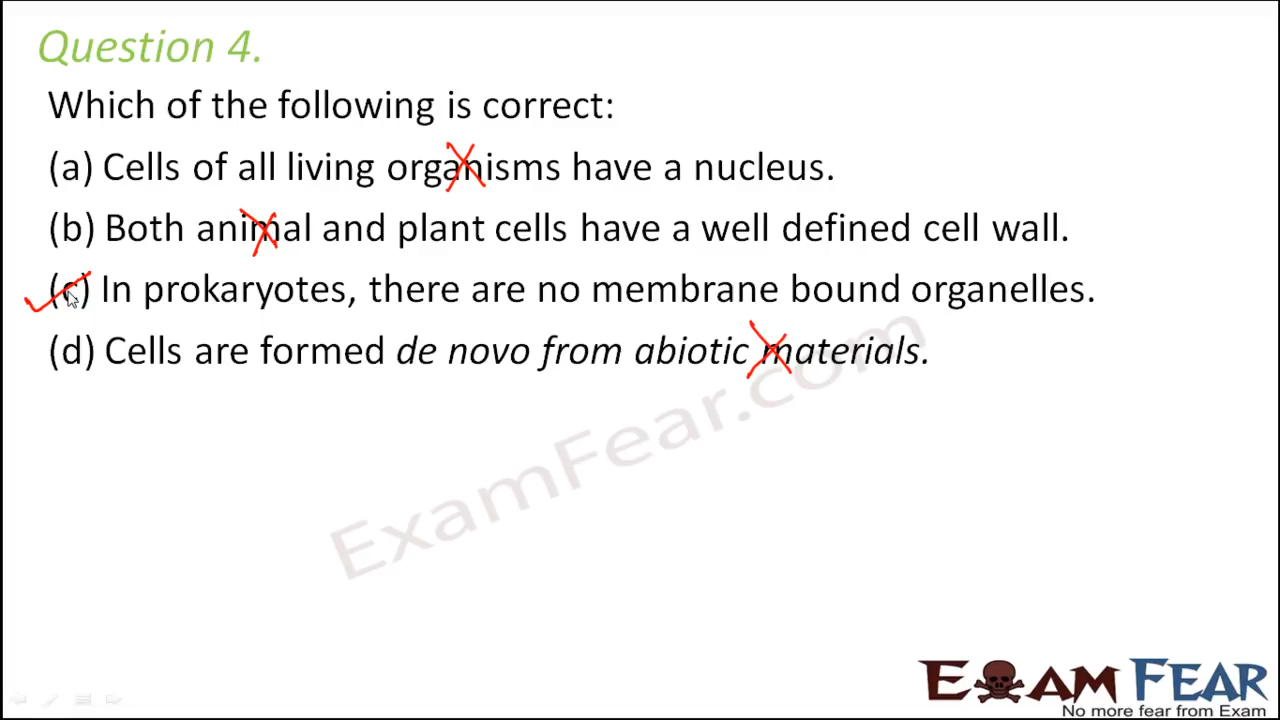 Question 4.
Which of the following is correct:
(a) Cells of all living organisms have a nucleus.
(b) Both animal and plant cells have a well defined cell wall.
(c) In prokaryotes, there are no membrane bound organelles.
(d) Cells are formed de novo from abiotic materials.
ExamFear.com
EXAM FEAR
No more fear from Exam